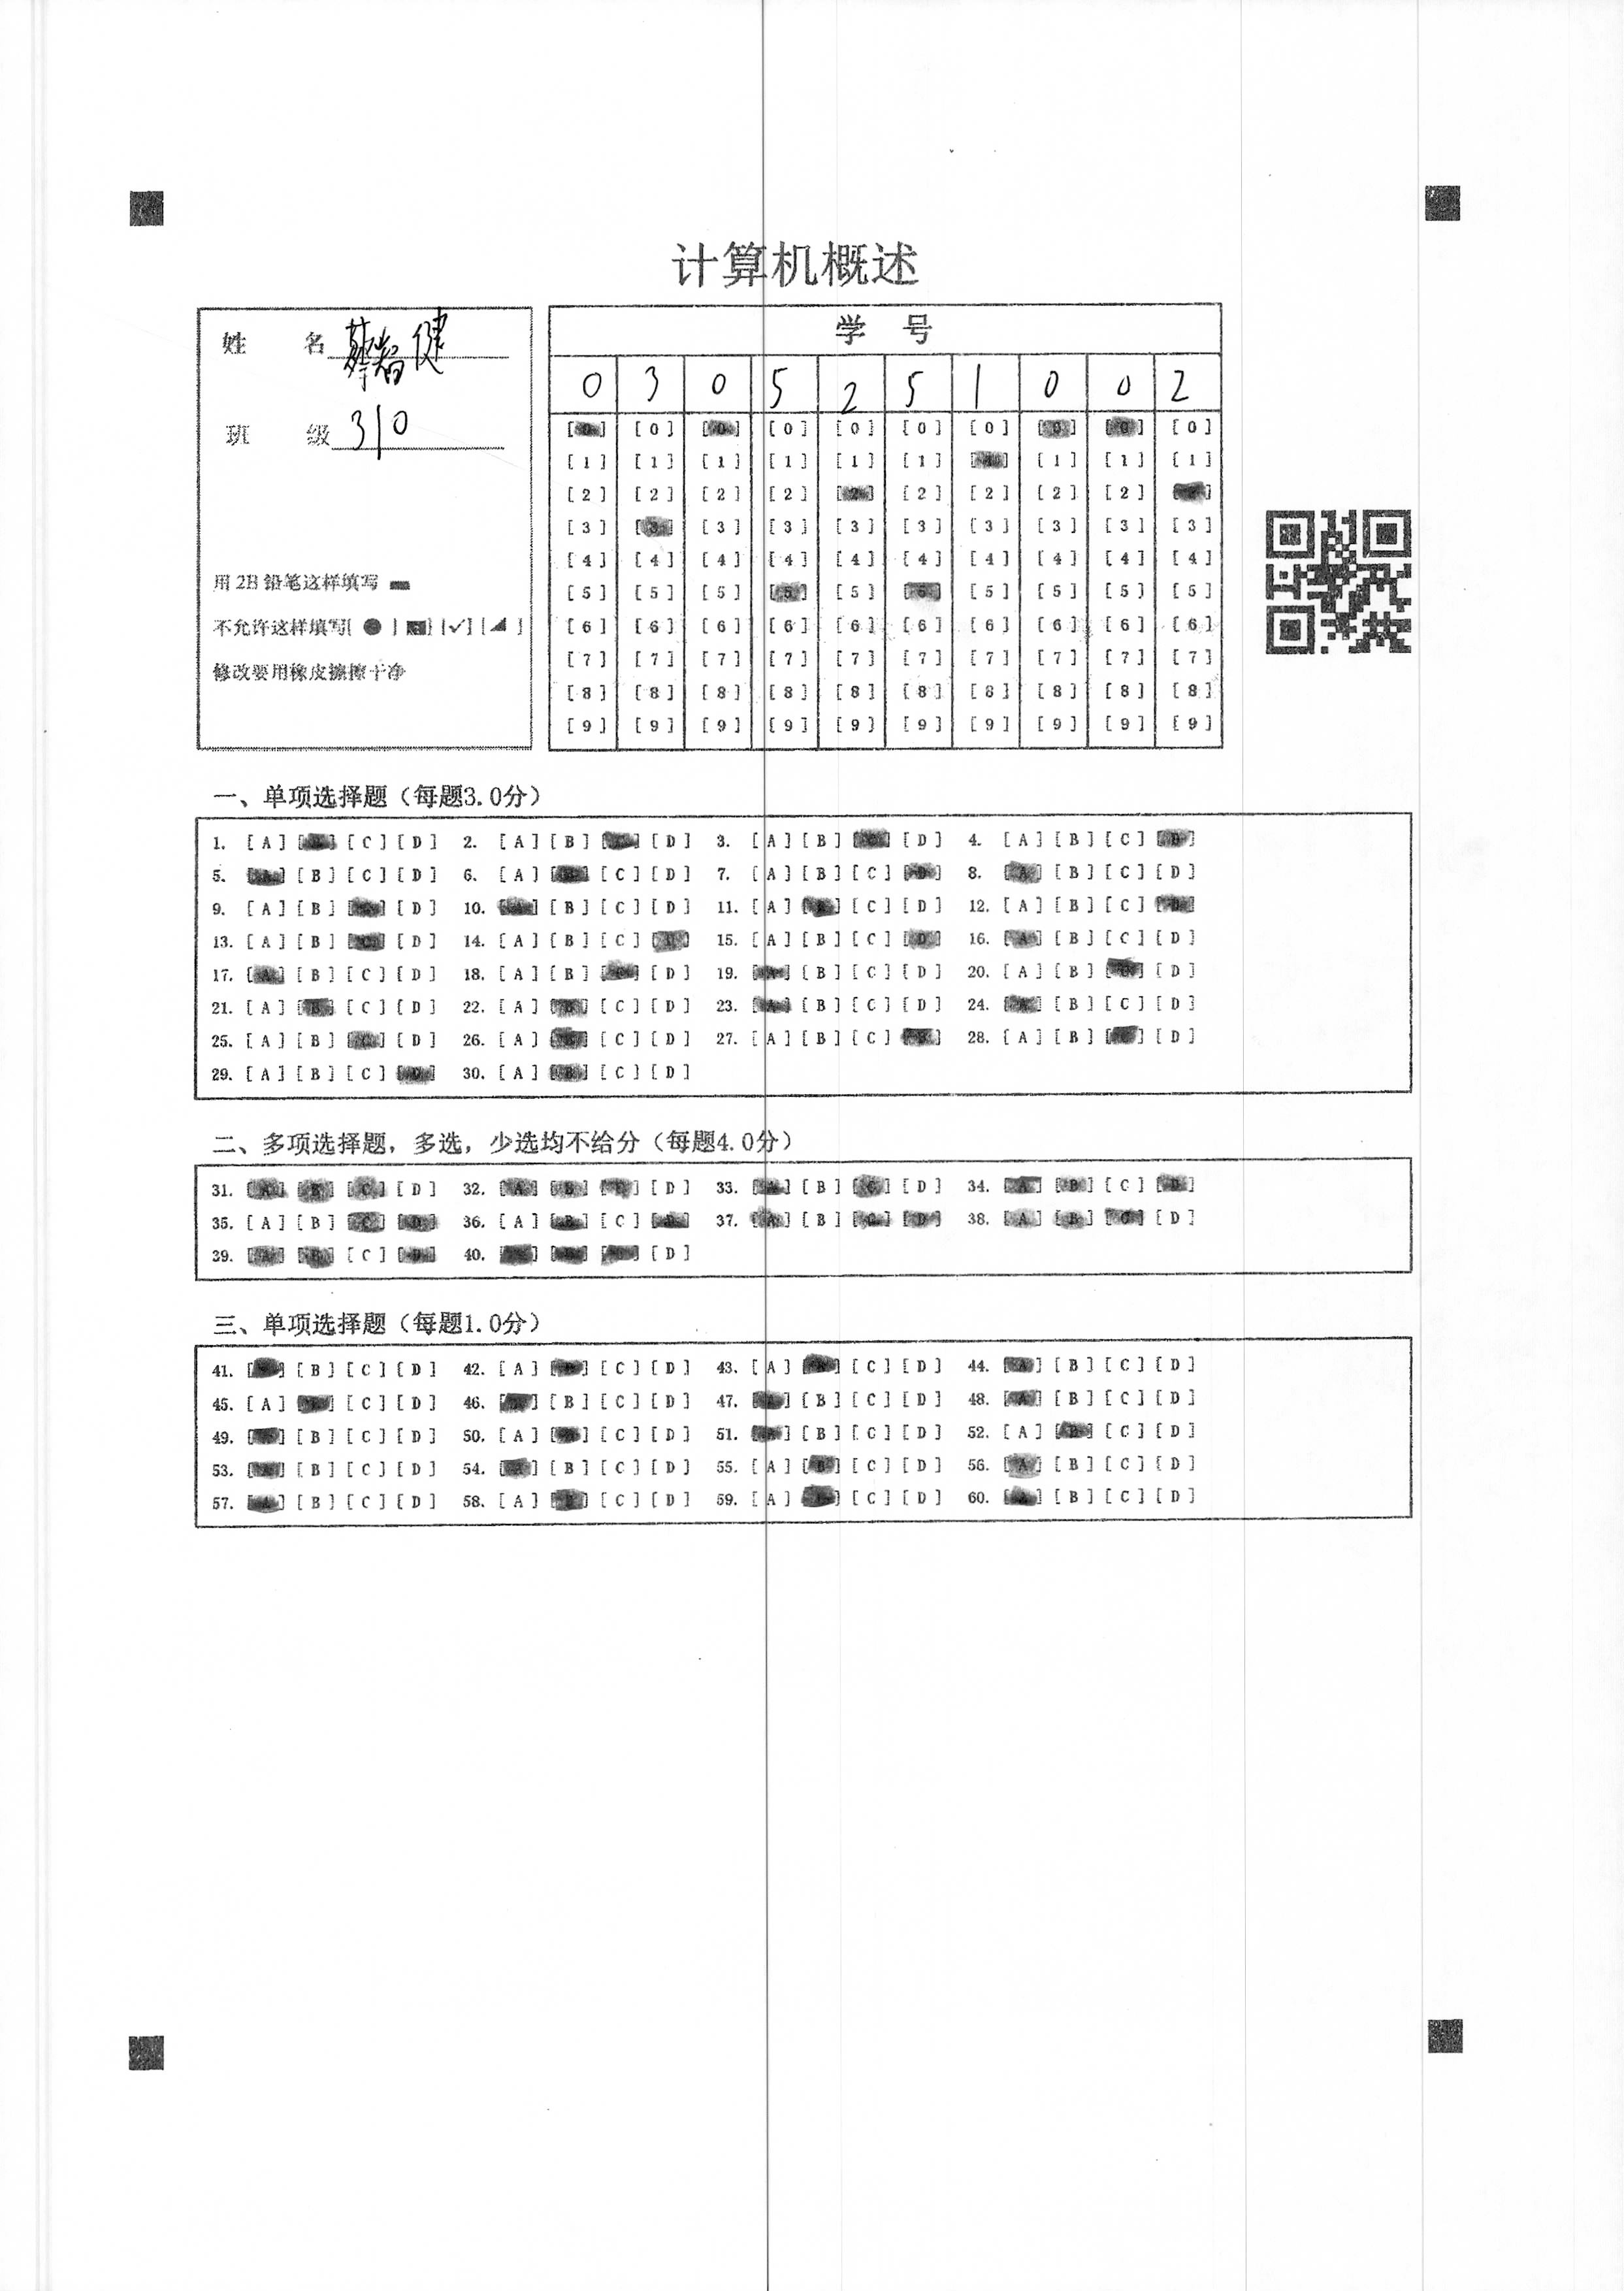 计算机概述
姓 名 蔡智健
班 级 310
用 2B 铅笔这样填写
不允许这样填写[ ● ] [ ] [✓] [◢ ]
修改要用橡皮擦擦干净
学 号
0 3 0 5 2 5 1 0 0 2
[0] [0] [0] [0] [0] [0] [0] [0] [0] [0]
[1] [1] [1] [1] [1] [1] [1] [1] [1] [1]
[2] [2] [2] [2] [2] [2] [2] [2] [2] [2]
[3] [3] [3] [3] [3] [3] [3] [3] [3] [3]
[4] [4] [4] [4] [4] [4] [4] [4] [4] [4]
[5] [5] [5] [5] [5] [5] [5] [5] [5] [5]
[6] [6] [6] [6] [6] [6] [6] [6] [6] [6]
[7] [7] [7] [7] [7] [7] [7] [7] [7] [7]
[8] [8] [8] [8] [8] [8] [8] [8] [8] [8]
[9] [9] [9] [9] [9] [9] [9] [9] [9] [9]
一、单项选择题（每题3.0分）
1. [A] [B] [C] [D] 2. [A] [B] [C] [D] 3. [A] [B] [C] [D] 4. [A] [B] [C] [D]
5. [A] [B] [C] [D] 6. [A] [B] [C] [D] 7. [A] [B] [C] [D] 8. [A] [B] [C] [D]
9. [A] [B] [C] [D] 10. [A] [B] [C] [D] 11. [A] [B] [C] [D] 12. [A] [B] [C] [D]
13. [A] [B] [C] [D] 14. [A] [B] [C] [D] 15. [A] [B] [C] [D] 16. [A] [B] [C] [D]
17. [A] [B] [C] [D] 18. [A] [B] [C] [D] 19. [A] [B] [C] [D] 20. [A] [B] [C] [D]
21. [A] [B] [C] [D] 22. [A] [B] [C] [D] 23. [A] [B] [C] [D] 24. [A] [B] [C] [D]
25. [A] [B] [C] [D] 26. [A] [B] [C] [D] 27. [A] [B] [C] [D] 28. [A] [B] [C] [D]
29. [A] [B] [C] [D] 30. [A] [B] [C] [D]
二、多项选择题，多选，少选均不给分（每题4.0分）
31. [A] [B] [C] [D] 32. [A] [B] [C] [D] 33. [A] [B] [C] [D] 34. [A] [B] [C] [D]
35. [A] [B] [C] [D] 36. [A] [B] [C] [D] 37. [A] [B] [C] [D] 38. [A] [B] [C] [D]
39. [A] [B] [C] [D] 40. [A] [B] [C] [D]
三、单项选择题（每题1.0分）
41. [A] [B] [C] [D] 42. [A] [B] [C] [D] 43. [A] [B] [C] [D] 44. [A] [B] [C] [D]
45. [A] [B] [C] [D] 46. [A] [B] [C] [D] 47. [A] [B] [C] [D] 48. [A] [B] [C] [D]
49. [A] [B] [C] [D] 50. [A] [B] [C] [D] 51. [A] [B] [C] [D] 52. [A] [B] [C] [D]
53. [A] [B] [C] [D] 54. [A] [B] [C] [D] 55. [A] [B] [C] [D] 56. [A] [B] [C] [D]
57. [A] [B] [C] [D] 58. [A] [B] [C] [D] 59. [A] [B] [C] [D] 60. [A] [B] [C] [D]